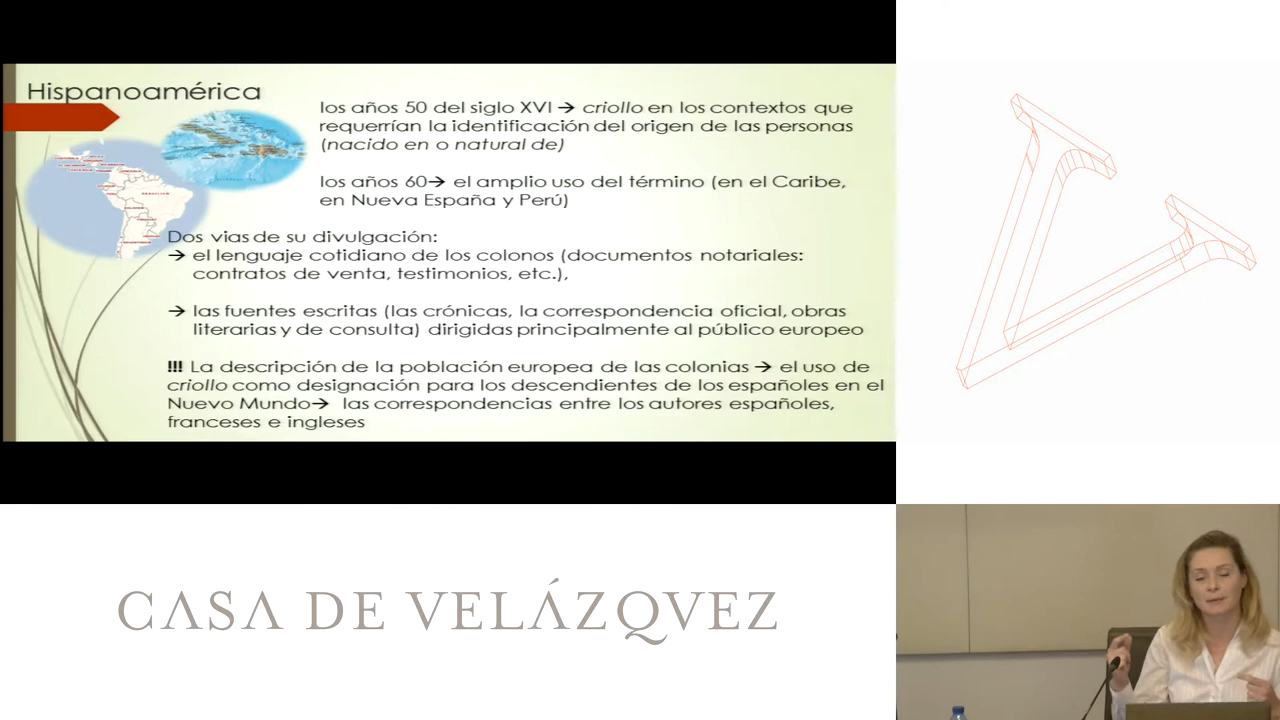 Hispanoamérica
los años 50 del siglo XVI → criollo en los contextos que
requerrían la identificación del origen de las personas
(nacido en o natural de)
los años 60→ el amplio uso del término (en el Caribe,
en Nueva España y Perú)
Dos vias de su divulgación:
→ el lenguaje cotidiano de los colonos (documentos notariales:
contratos de venta, testimonios, etc.),
→ las fuentes escritas (las crónicas, la correspondencia oficial, obras
literarias y de consulta) dirigidas principalmente al público europeo
!!! La descripción de la población europea de las colonias → el uso de
criollo como designación para los descendientes de los españoles en el
Nuevo Mundo→ las correspondencias entre los autores españoles,
franceses e ingleses
CASA DE VELÁZQVEZ